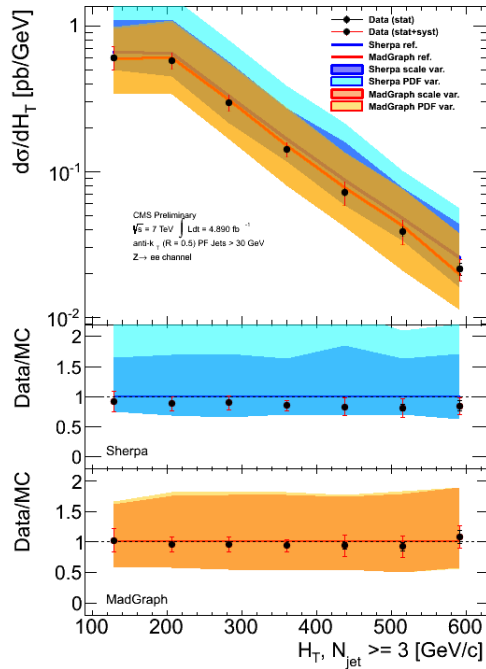 dσ/dH_T [pb/GeV]
1
10⁻¹
10⁻²
Data (stat)
Data (stat+syst)
Sherpa ref.
MadGraph ref.
Sherpa scale var.
Sherpa PDF var.
MadGraph scale var.
MadGraph PDF var.
CMS Preliminary
√s = 7 TeV ∫ Ldt = 4.890 fb⁻¹
anti-k_T (R = 0.5) PF Jets > 30 GeV
Z→ ee channel
Data/MC
2
1.5
1
0.5
0
Sherpa
Data/MC
2
1.5
1
0.5
0
MadGraph
100 200 300 400 500 600
H_T, N_jet >= 3 [GeV/c]